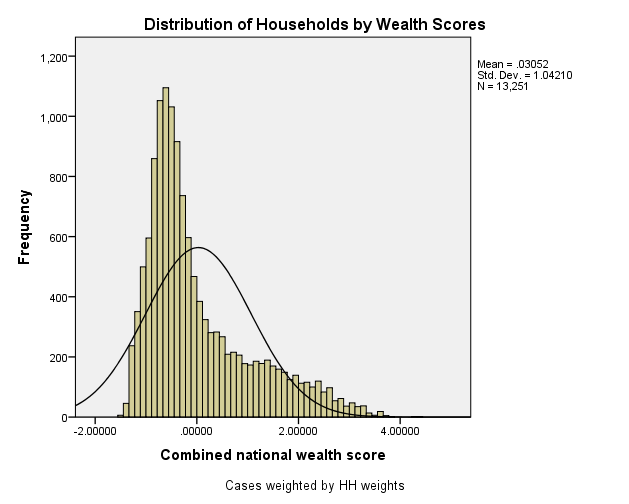 Distribution of Households by Wealth Scores
Mean = .03052
Std. Dev. = 1.04210
N = 13,251
1,200
1,000
800
600
400
200
0
Frequency
-2.00000 .00000 2.00000 4.00000
Combined national wealth score
Cases weighted by HH weights